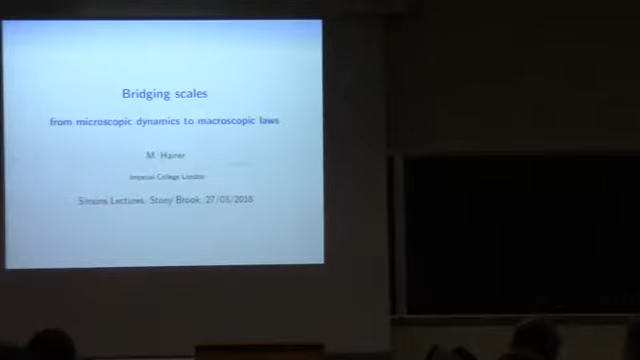 Bridging scales
from microscopic dynamics to macroscopic laws
M. Hairer
Imperial College London
Simons Lectures, Stony Brook, 27/03/2018